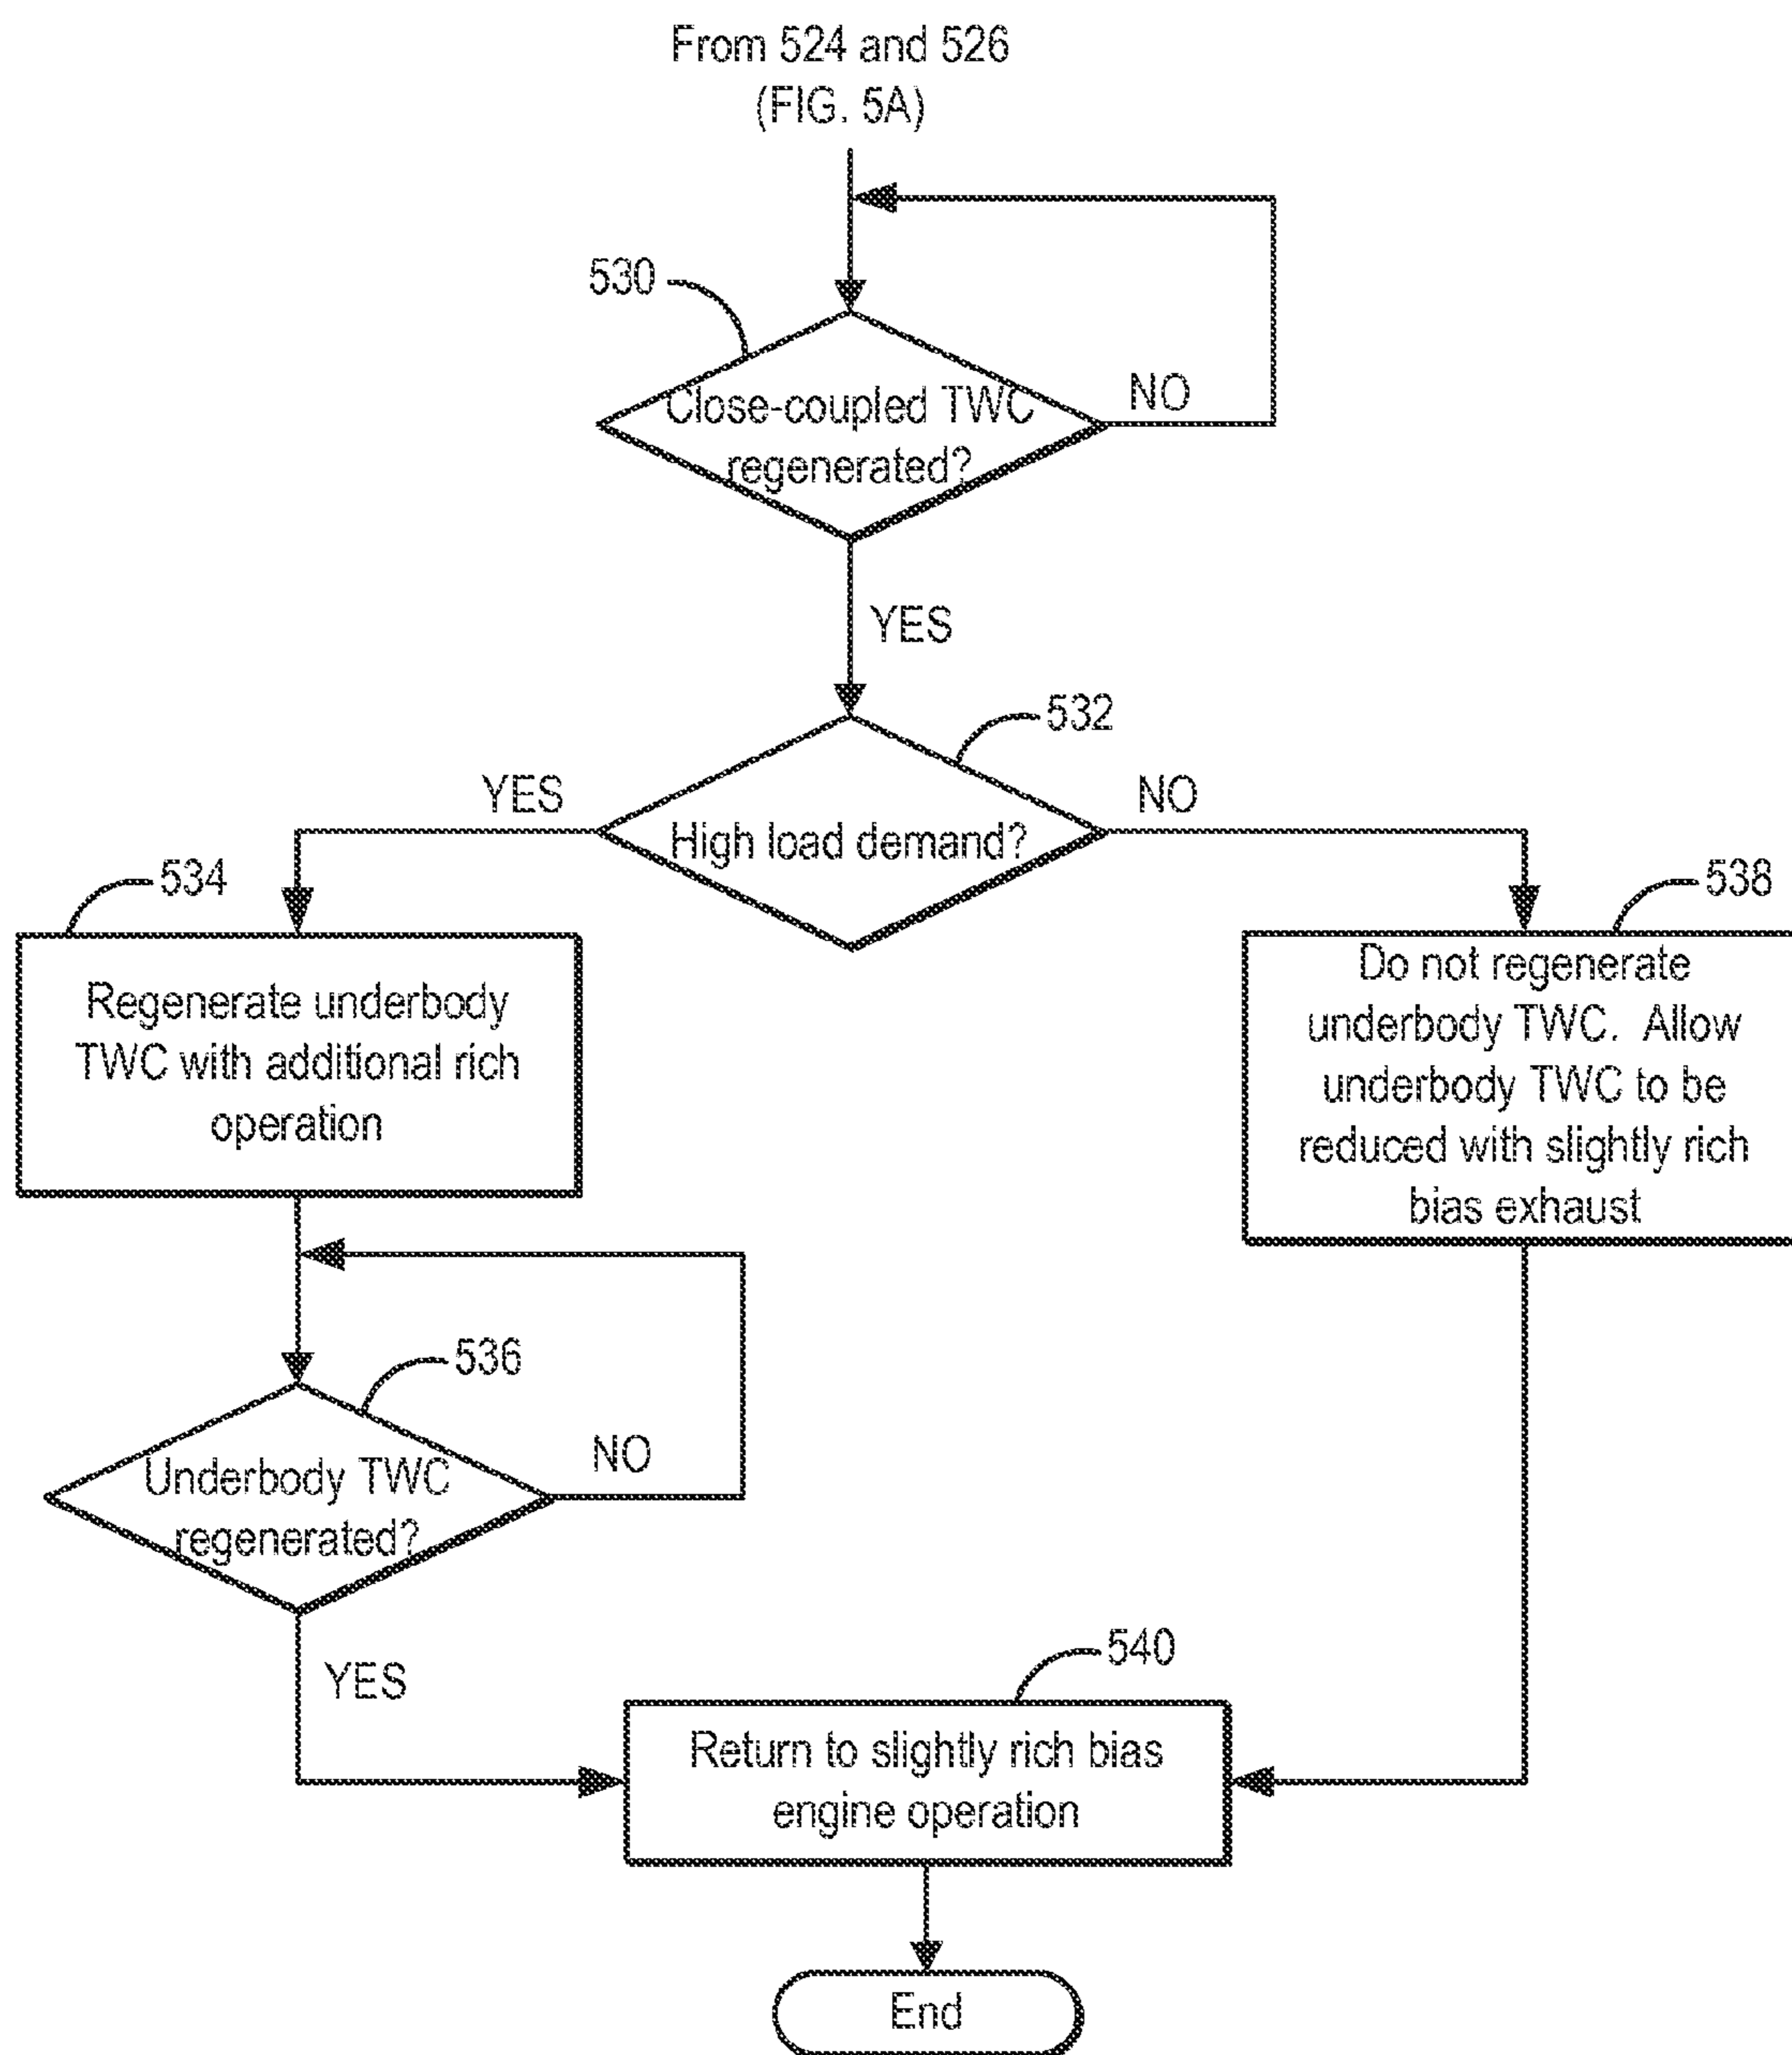 From 524 and 526
(FIG. 5A)
530
Close-coupled TWC
regenerated?
NO
YES
532
High load demand?
YES
NO
534
Regenerate underbody
TWC with additional rich
operation
538
Do not regenerate
underbody TWC. Allow
underbody TWC to be
reduced with slightly rich
bias exhaust
536
Underbody TWC
regenerated?
NO
YES
540
Return to slightly rich bias
engine operation
End